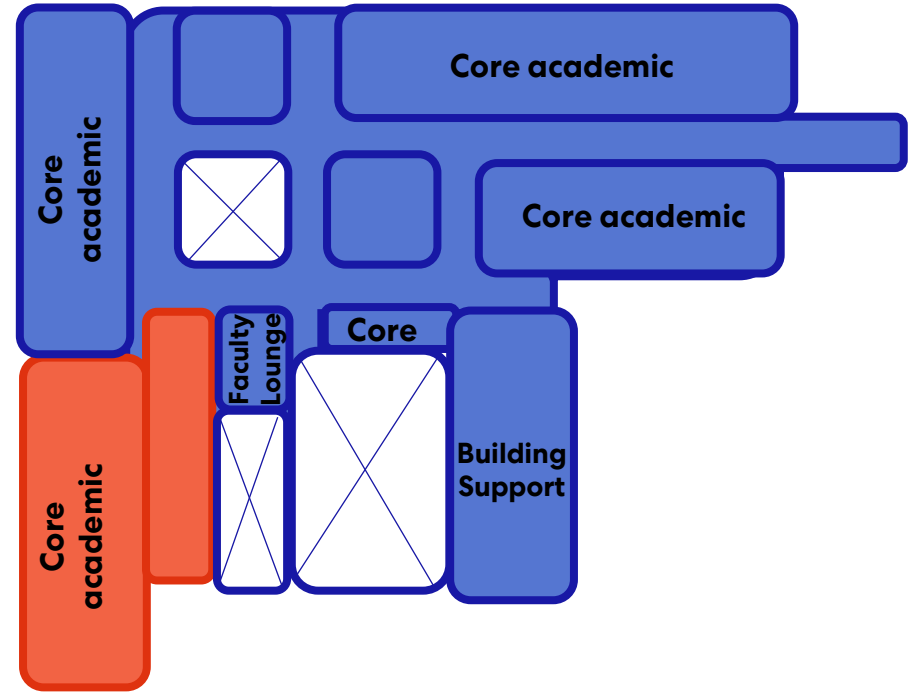 Core academic
Core
academic
Core academic
Core
Faculty
Lounge
Building
Support
Core
academic